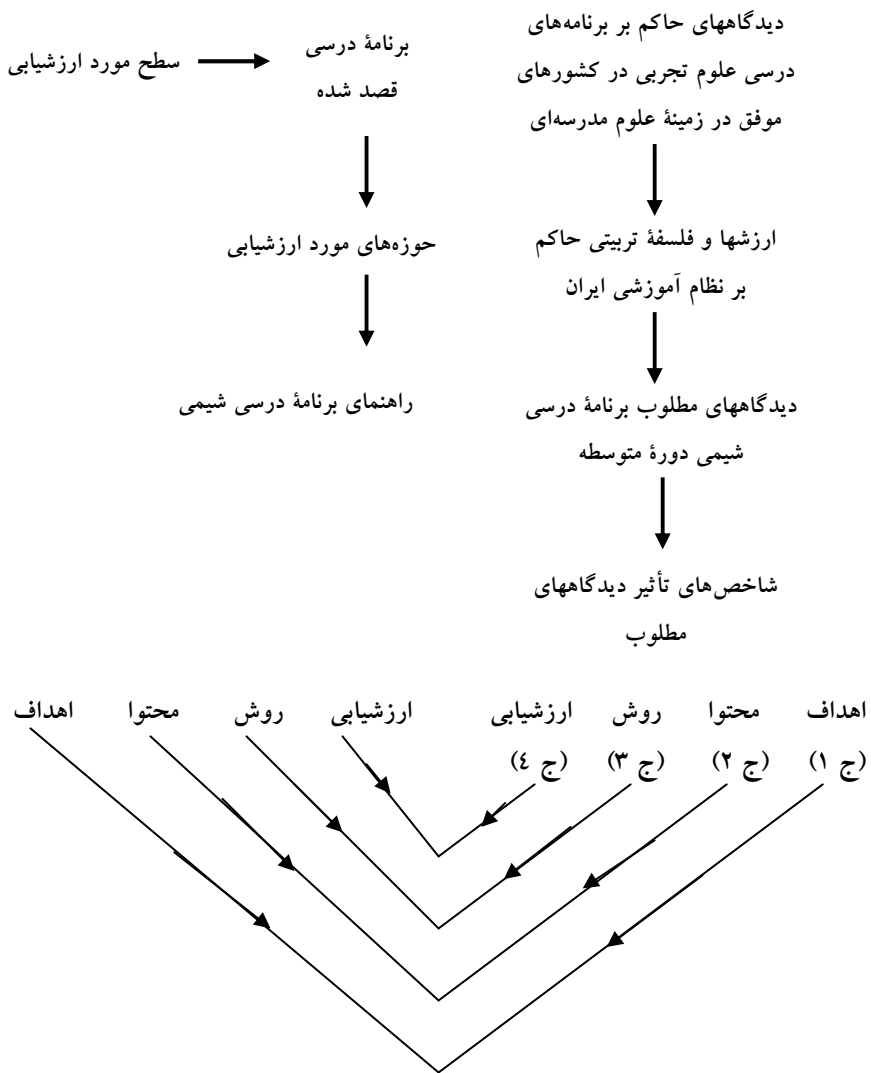 دیدگاههای حاکم بر برنامه‌های
درسی علوم تجربی در کشورهای
موفق در زمینهٔ علوم مدرسه‌ای
ارزشها و فلسفهٔ تربیتی حاکم
بر نظام آموزشی ایران
دیدگاههای مطلوب برنامهٔ درسی
شیمی دورهٔ متوسطه
شاخص‌های تأثیر دیدگاههای
مطلوب
برنامهٔ درسی
قصد شده
سطح مورد ارزشیابی
حوزه‌های مورد ارزشیابی
راهنمای برنامهٔ درسی شیمی
اهداف محتوا روش ارزشیابی ارزشیابی روش محتوا اهداف
(ج ۱) (ج ۲) (ج ۳) (ج ٤)